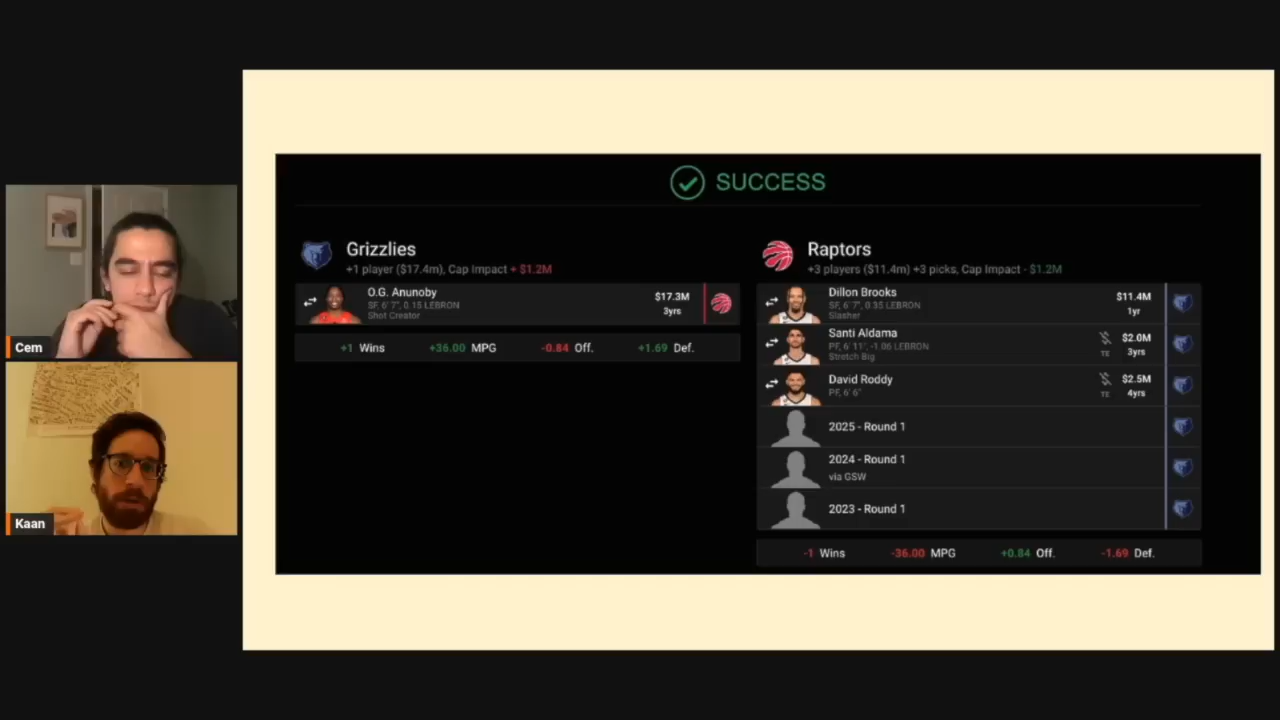 SUCCESS
Grizzlies
+1 player ($17.4m), Cap Impact + $1.2M
O.G. Anunoby
SF, 6' 7", 0.15 LEBRON
Shot Creator
$17.3M
3yrs
+1 Wins +36.00 MPG -0.84 Off. +1.69 Def.
Raptors
+3 players ($11.4m) +3 picks, Cap Impact - $1.2M
Dillon Brooks
SF, 6' 7", 0.35 LEBRON
Slasher
$11.4M
1yr
Santi Aldama
PF, 6' 11", -1.06 LEBRON
Stretch Big
TE
$2.0M
3yrs
David Roddy
PF, 6' 6"
TE
$2.5M
4yrs
2025 - Round 1
2024 - Round 1
via GSW
2023 - Round 1
-1 Wins -36.00 MPG +0.84 Off. -1.69 Def.
Cem
Kaan